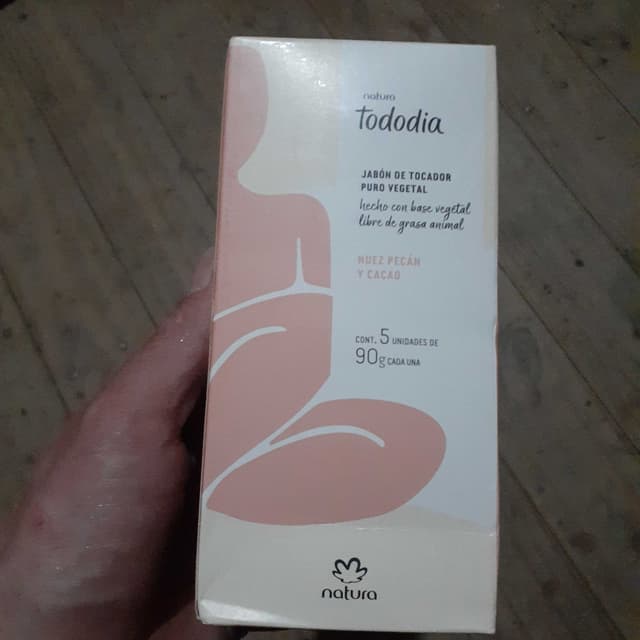 natura
tododia
JABÓN DE TOCADOR
PURO VEGETAL
hecho con base vegetal
libre de grasa animal
NUEZ PECÁN
Y CACAO
CONT. 5 UNIDADES DE
90g CADA UNA
natura